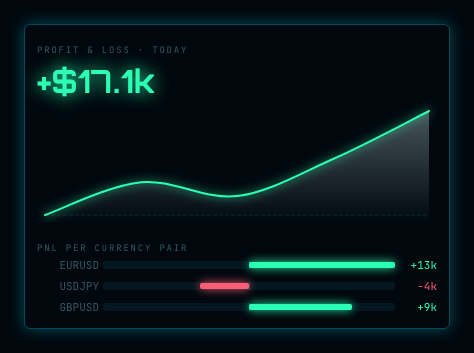 PROFIT & LOSS · TODAY
+$17.1k
PNL PER CURRENCY PAIR
EURUSD +13k
USDJPY -4k
GBPUSD +9k